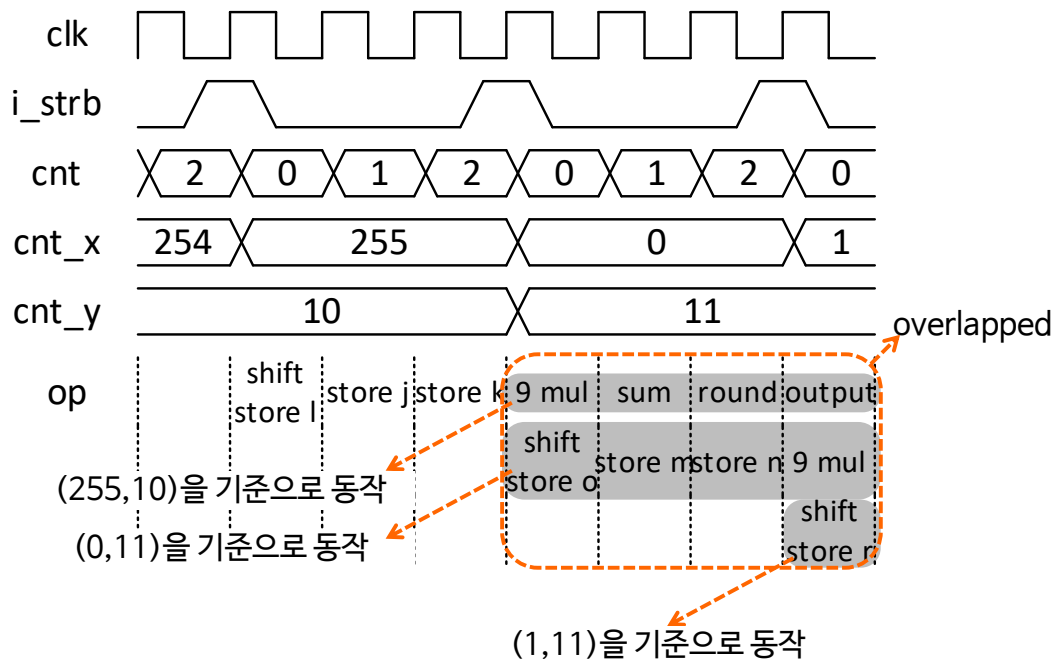 clk
i_strb
cnt 2 0 1 2 0 1 2 0
cnt_x 254 255 0 1
cnt_y 10 11
overlapped
op shift store l store j store k 9 mul sum round output
shift store o store m store n 9 mul
shift store r
(255,10)을 기준으로 동작
(0,11)을 기준으로 동작
(1,11)을 기준으로 동작